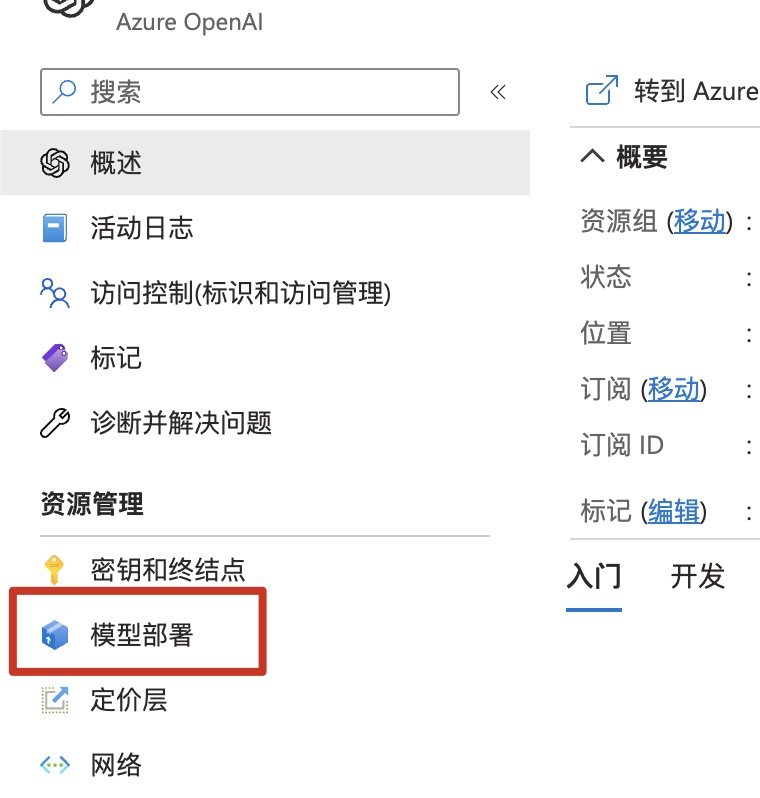 Azure OpenAI
搜索
«
概述
活动日志
访问控制(标识和访问管理)
标记
诊断并解决问题
资源管理
密钥和终结点
模型部署
定价层
网络
转到 Azure
概要
资源组 (移动) :
状态 :
位置 :
订阅 (移动) :
订阅 ID :
标记 (编辑) :
入门 开发